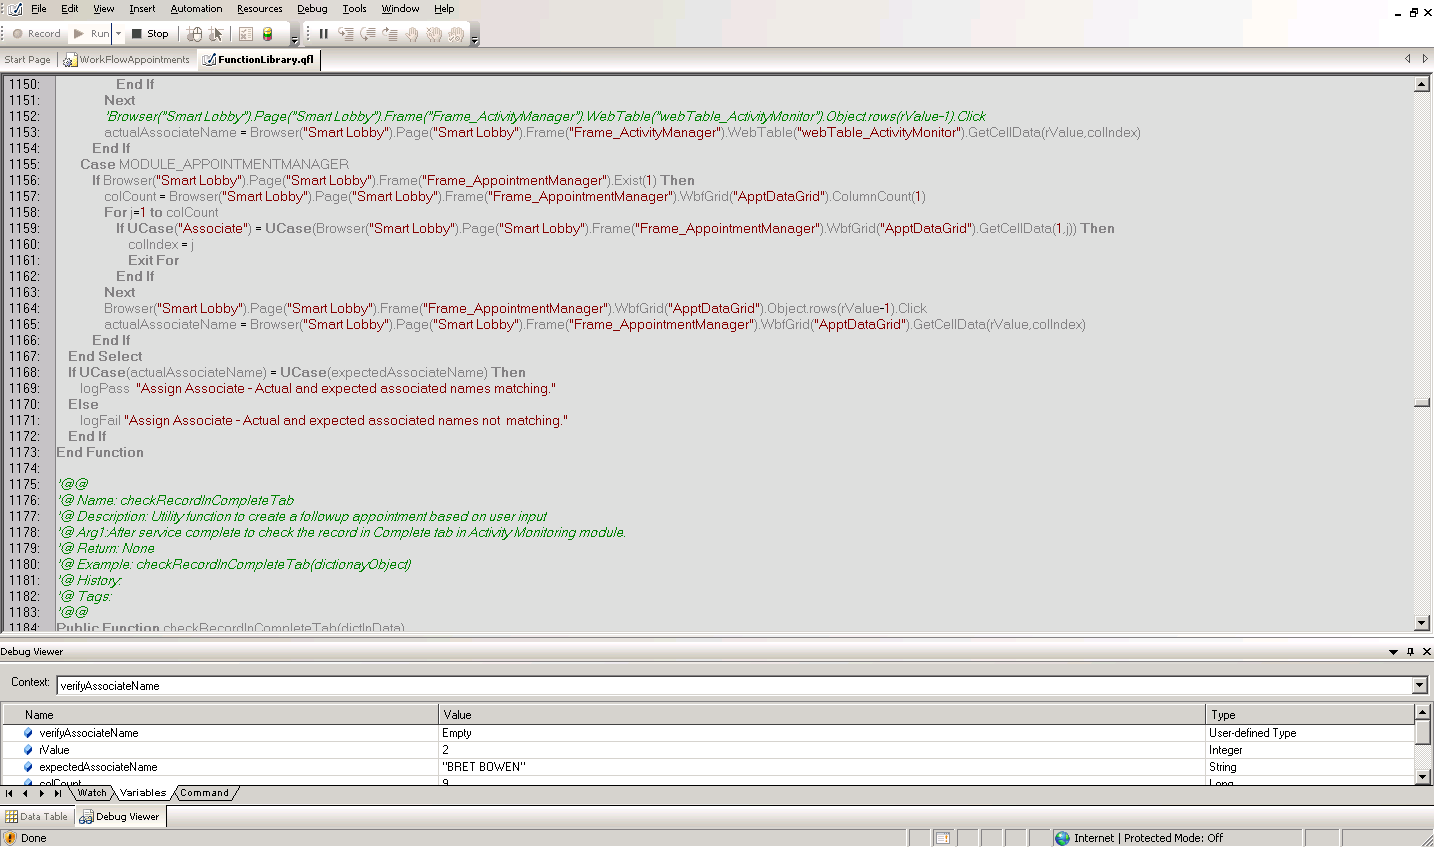 File Edit View Insert Automation Resources Debug Tools Window Help
Record Run Stop
Start Page WorkFlowAppointments FunctionLibrary.qfl
1150: End If
1151: Next
1152: 'Browser("Smart Lobby").Page("Smart Lobby").Frame("Frame_ActivityManager").WebTable("webTable_ActivityMonitor").Object.rows(rValue-1).Click
1153: actualAssociateName = Browser("Smart Lobby").Page("Smart Lobby").Frame("Frame_ActivityManager").WebTable("webTable_ActivityMonitor").GetCellData(rValue,colIndex)
1154: End If
1155: Case MODULE_APPOINTMENTMANAGER
1156: If Browser("Smart Lobby").Page("Smart Lobby").Frame("Frame_AppointmentManager").Exist(1) Then
1157: colCount = Browser("Smart Lobby").Page("Smart Lobby").Frame("Frame_AppointmentManager").WbfGrid("ApptDataGrid").ColumnCount(1)
1158: For j=1 to colCount
1159: If UCase("Associate") = UCase(Browser("Smart Lobby").Page("Smart Lobby").Frame("Frame_AppointmentManager").WbfGrid("ApptDataGrid").GetCellData(1,j)) Then
1160: colIndex = j
1161: Exit For
1162: End If
1163: Next
1164: Browser("Smart Lobby").Page("Smart Lobby").Frame("Frame_AppointmentManager").WbfGrid("ApptDataGrid").Object.rows(rValue-1).Click
1165: actualAssociateName = Browser("Smart Lobby").Page("Smart Lobby").Frame("Frame_AppointmentManager").WbfGrid("ApptDataGrid").GetCellData(rValue,colIndex)
1166: End If
1167: End Select
1168: If UCase(actualAssociateName) = UCase(expectedAssociateName) Then
1169: logPass "Assign Associate - Actual and expected associated names matching."
1170: Else
1171: logFail "Assign Associate - Actual and expected associated names not matching."
1172: End If
1173: End Function
1174:
1175: '@@
1176: '@ Name: checkRecordInCompleteTab
1177: '@ Description: Utility function to create a followup appointment based on user input
1178: '@ Arg1:After service complete to check the record in Complete tab in Activity Monitoring module.
1179: '@ Return: None
1180: '@ Example: checkRecordInCompleteTab(dictionayObject)
1181: '@ History:
1182: '@ Tags:
1183: '@@
1184: Public Function checkRecordInCompleteTab(dictInData)
Debug Viewer
Context: verifyAssociateName
Name Value Type
verifyAssociateName Empty User-defined Type
rValue 2 Integer
expectedAssociateName "BRET BOWEN" String
colCount 9 Long
Watch Variables Command
Data Table Debug Viewer
Done Internet | Protected Mode: Off